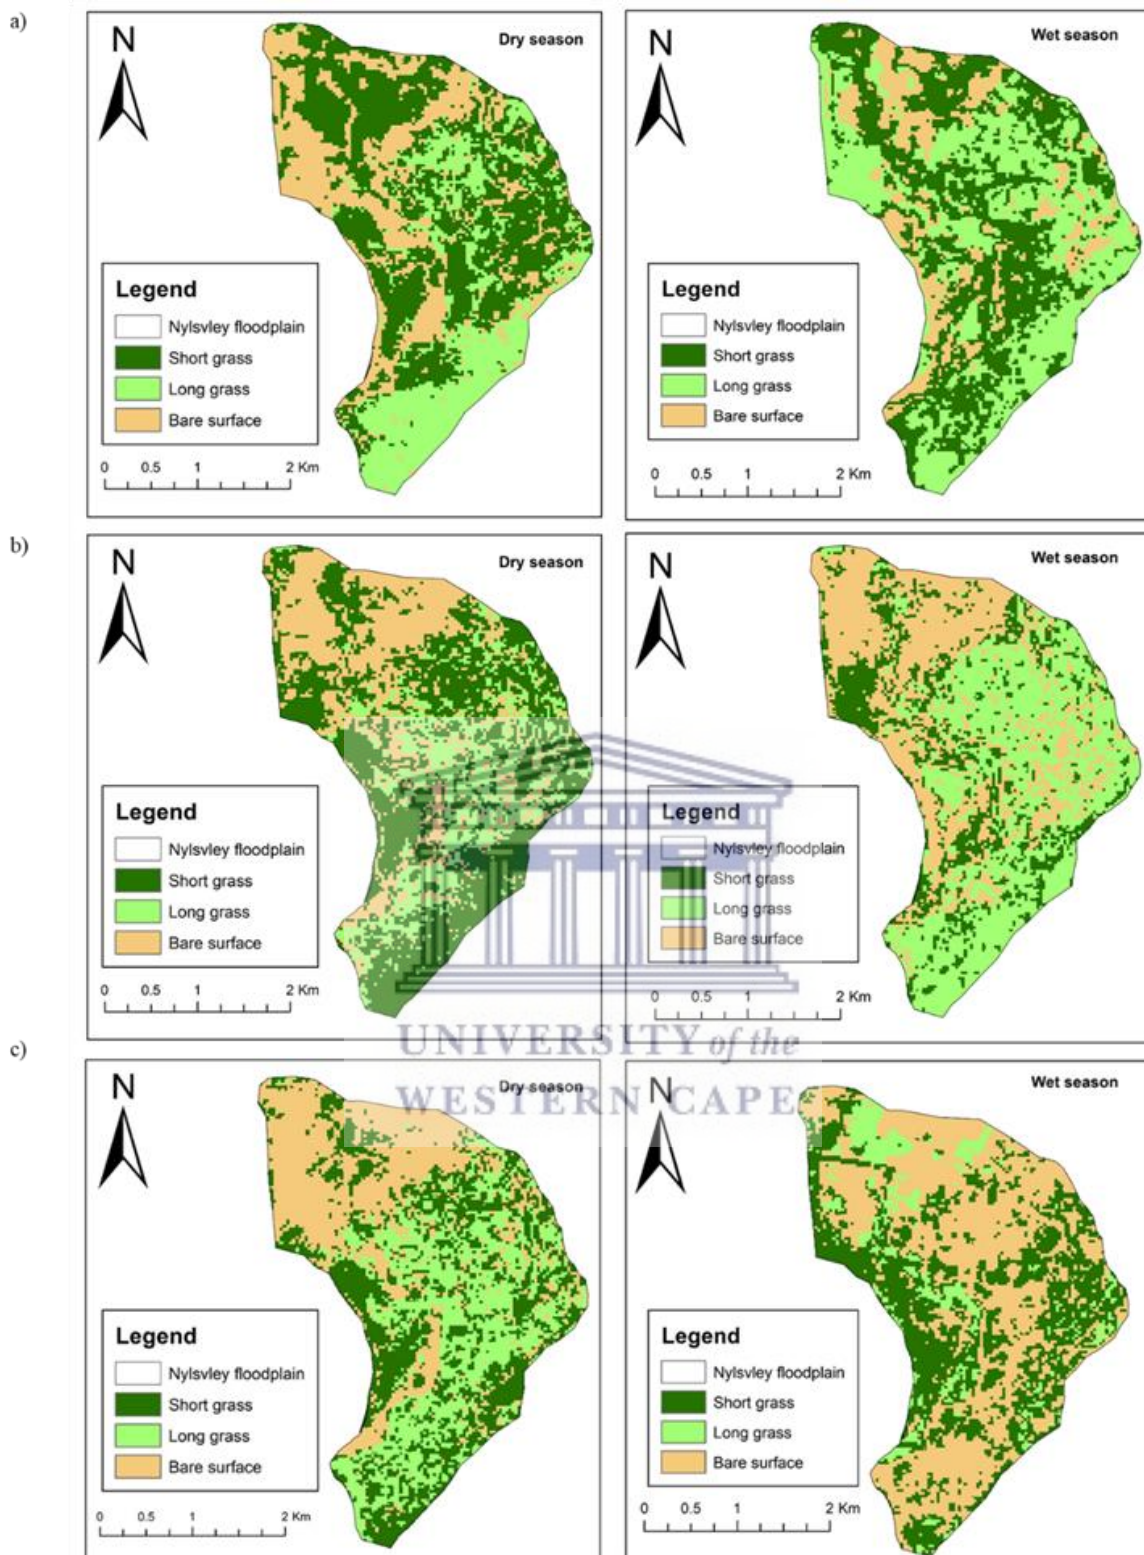 a)
N
Dry season
Legend
Nylsvley floodplain
Short grass
Long grass
Bare surface
0 0.5 1 2 Km
N
Wet season
Legend
Nylsvley floodplain
Short grass
Long grass
Bare surface
0 0.5 1 2 Km
b)
N
Dry season
Legend
Nylsvley floodplain
Short grass
Long grass
Bare surface
0 0.5 1 2 Km
N
Wet season
Legend
Nylsvley floodplain
Short grass
Long grass
Bare surface
0 0.5 1 2 Km
UNIVERSITY of the
WESTERN CAPE
c)
N
Dry season
Legend
Nylsvley floodplain
Short grass
Long grass
Bare surface
0 0.5 1 2 Km
N
Wet season
Legend
Nylsvley floodplain
Short grass
Long grass
Bare surface
0 0.5 1 2 Km